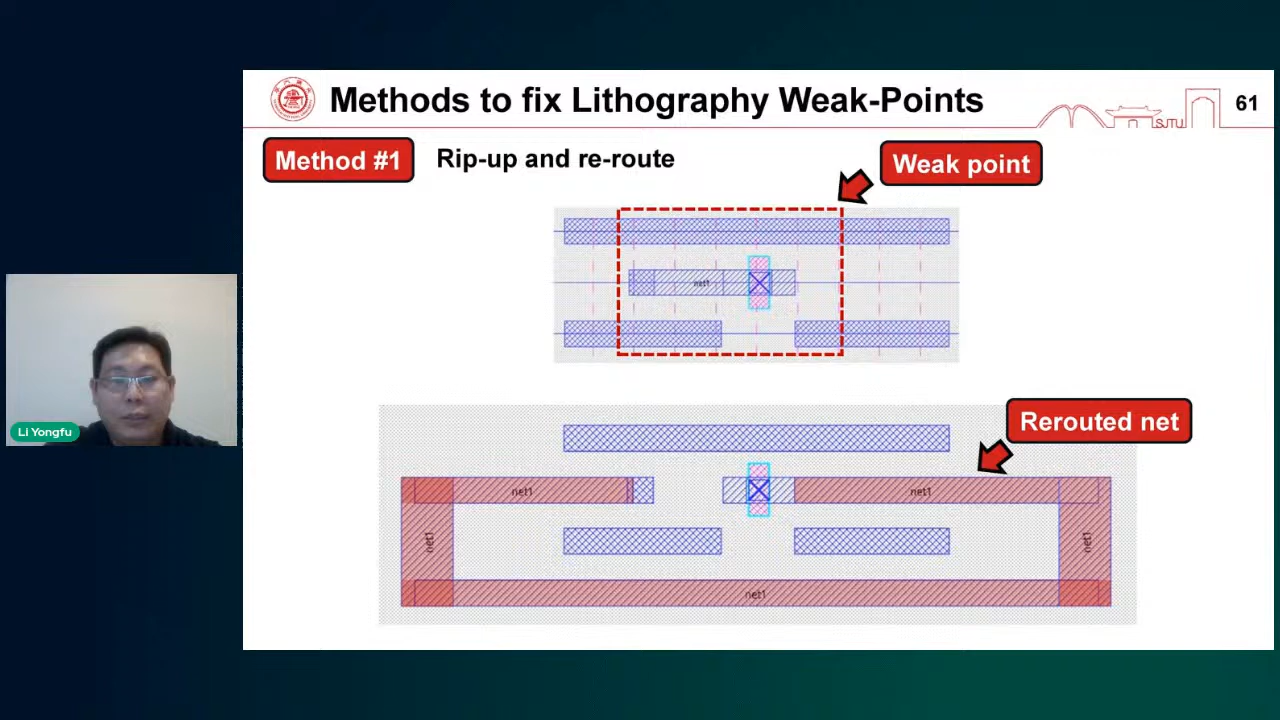 Methods to fix Lithography Weak-Points
SJTU
61
Method #1
Rip-up and re-route
Weak point
net1
Rerouted net
net1
net1
net1
net1
net1
Li Yongfu